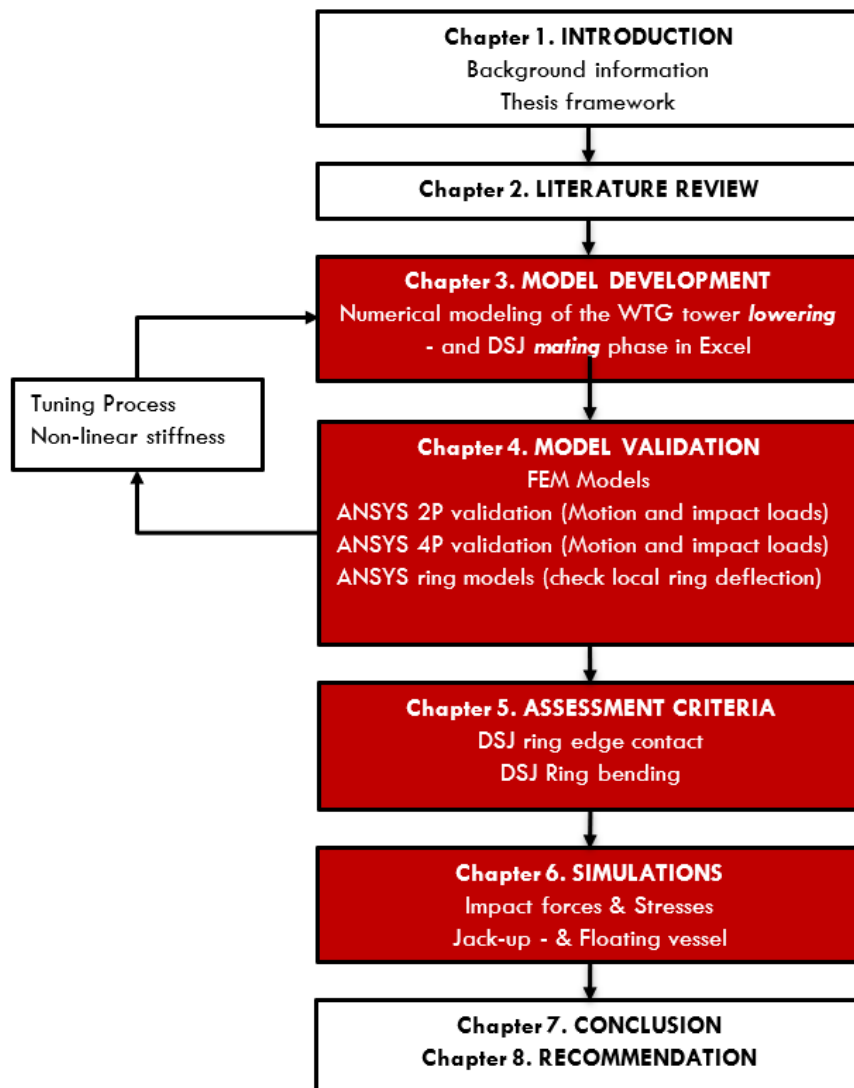 Chapter 1. INTRODUCTION
Background information
Thesis framework
Chapter 2. LITERATURE REVIEW
Chapter 3. MODEL DEVELOPMENT
Numerical modeling of the WTG tower lowering
- and DSJ mating phase in Excel
Tuning Process
Non-linear stiffness
Chapter 4. MODEL VALIDATION
FEM Models
ANSYS 2P validation (Motion and impact loads)
ANSYS 4P validation (Motion and impact loads)
ANSYS ring models (check local ring deflection)
Chapter 5. ASSESSMENT CRITERIA
DSJ ring edge contact
DSJ Ring bending
Chapter 6. SIMULATIONS
Impact forces & Stresses
Jack-up - & Floating vessel
Chapter 7. CONCLUSION
Chapter 8. RECOMMENDATION